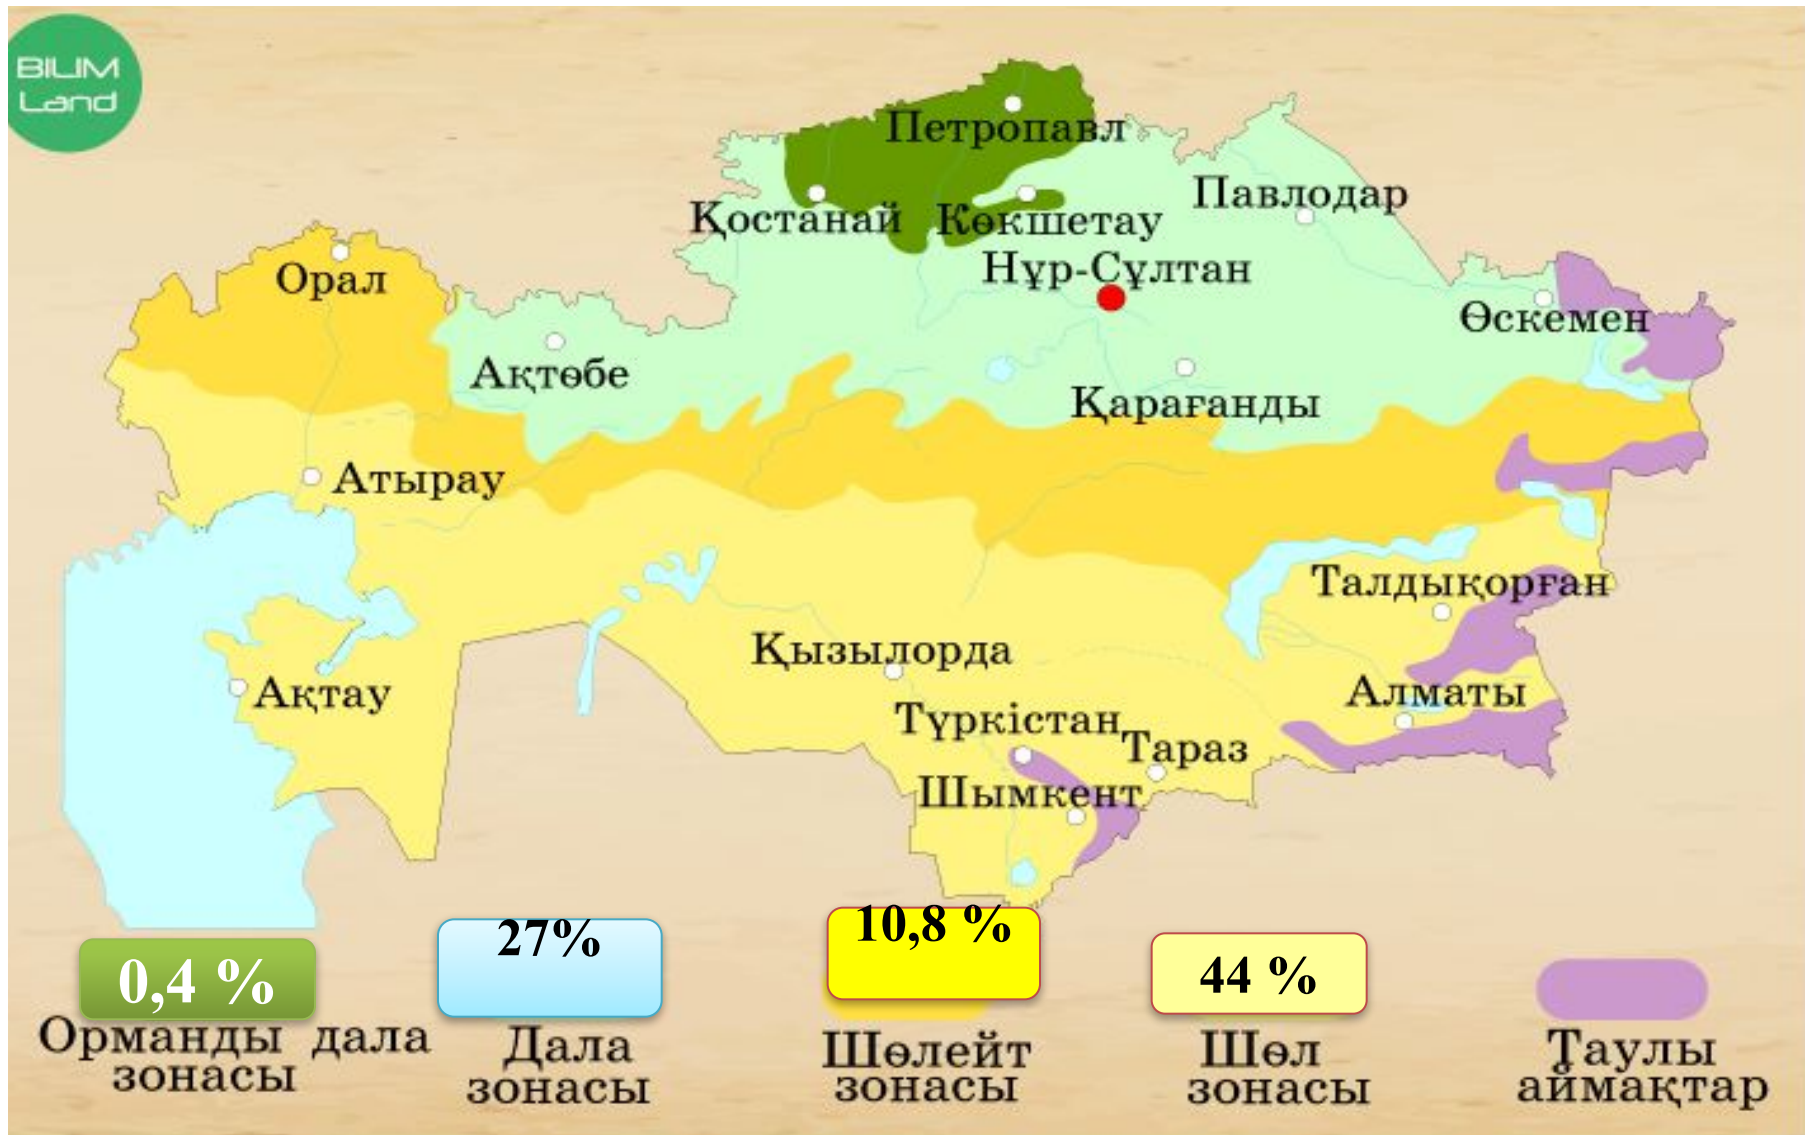 BILIM
Land
Петропавл
Қостанай
Көкшетау
Павлодар
Нұр-Сұлтан
Орал
Өскемен
Ақтөбе
Қарағанды
Атырау
Талдықорған
Қызылорда
Ақтау
Алматы
Түркістан
Тараз
Шымкент
0,4 %
27%
10,8 %
44 %
Орманды дала
зонасы
Дала
зонасы
Шөлейт
зонасы
Шөл
зонасы
Таулы
аймақтар